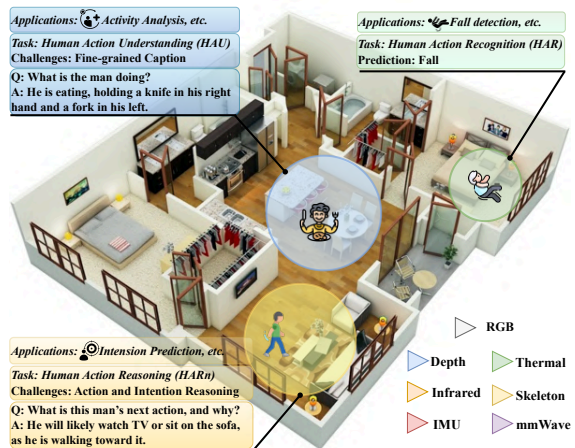 Applications: Activity Analysis, etc.
Task: Human Action Understanding (HAU)
Challenges: Fine-grained Caption
Q: What is the man doing?
A: He is eating, holding a knife in his right
hand and a fork in his left.
Applications: Fall detection, etc.
Task: Human Action Recognition (HAR)
Prediction: Fall
Applications: Intension Prediction, etc.
Task: Human Action Reasoning (HARn)
Challenges: Action and Intention Reasoning
Q: What is this man's next action, and why?
A: He will likely watch TV or sit on the sofa,
as he is walking toward it.
RGB
Depth
Thermal
Infrared
Skeleton
IMU
mmWave